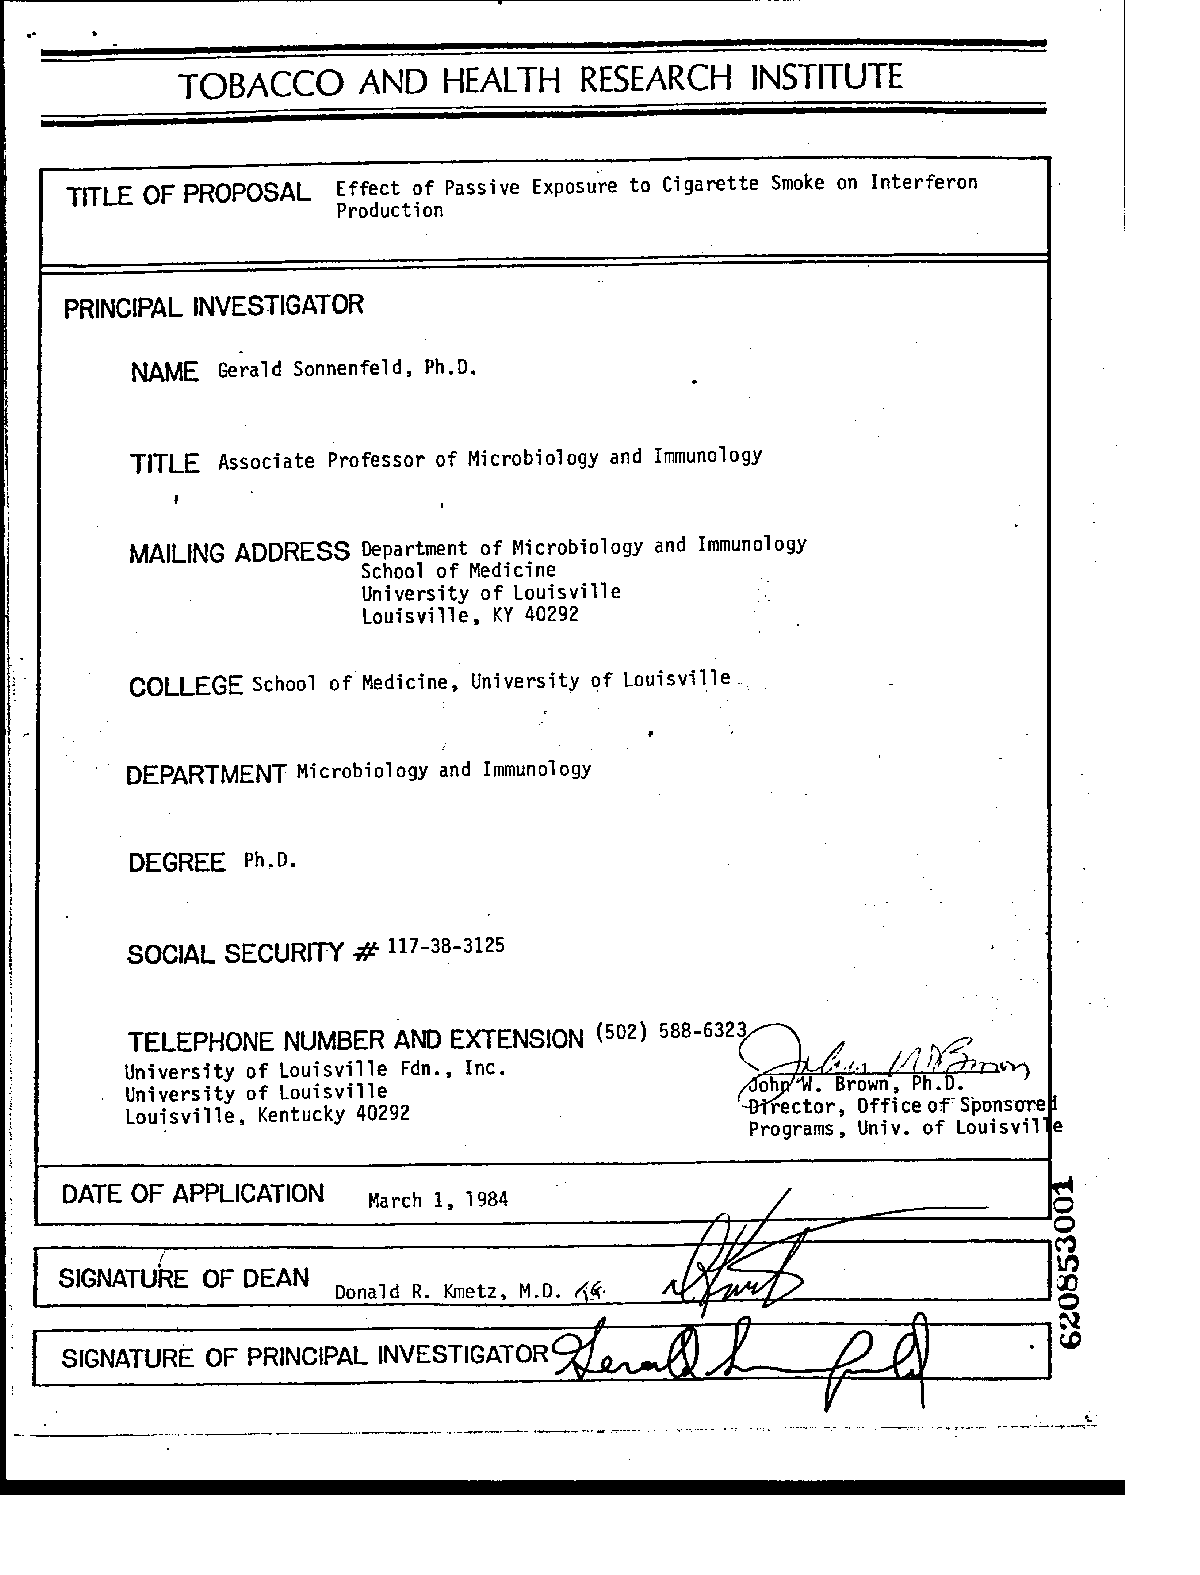 TOBACCO AND HEALTH RESEARCH INSTITUTE
TITLE OF PROPOSAL Effect of Passive Exposure to Cigarette Smoke on Interferon
Production
PRINCIPAL INVESTIGATOR
NAME Gerald Sonnenfeld, Ph.D.
TITLE Associate Professor of Microbiology and Immunology
MAILING ADDRESS Department of Microbiology and Immunology
School of Medicine
University of Louisville
Louisville, KY 40292
COLLEGE School of Medicine, University of Louisville
DEPARTMENT Microbiology and Immunology
DEGREE Ph.D.
SOCIAL SECURITY # 117-38-3125
TELEPHONE NUMBER AND EXTENSION (502) 588-6323
University of Louisville Fdn., Inc.
University of Louisville
Louisville, Kentucky 40292
John W. Brown, Ph.D.
Director, Office of Sponsored
Programs, Univ. of Louisville
DATE OF APPLICATION March 1, 1984
SIGNATURE OF DEAN Donald R. Kmetz, M.D.
SIGNATURE OF PRINCIPAL INVESTIGATOR Gerald Sonnenfeld
620853001